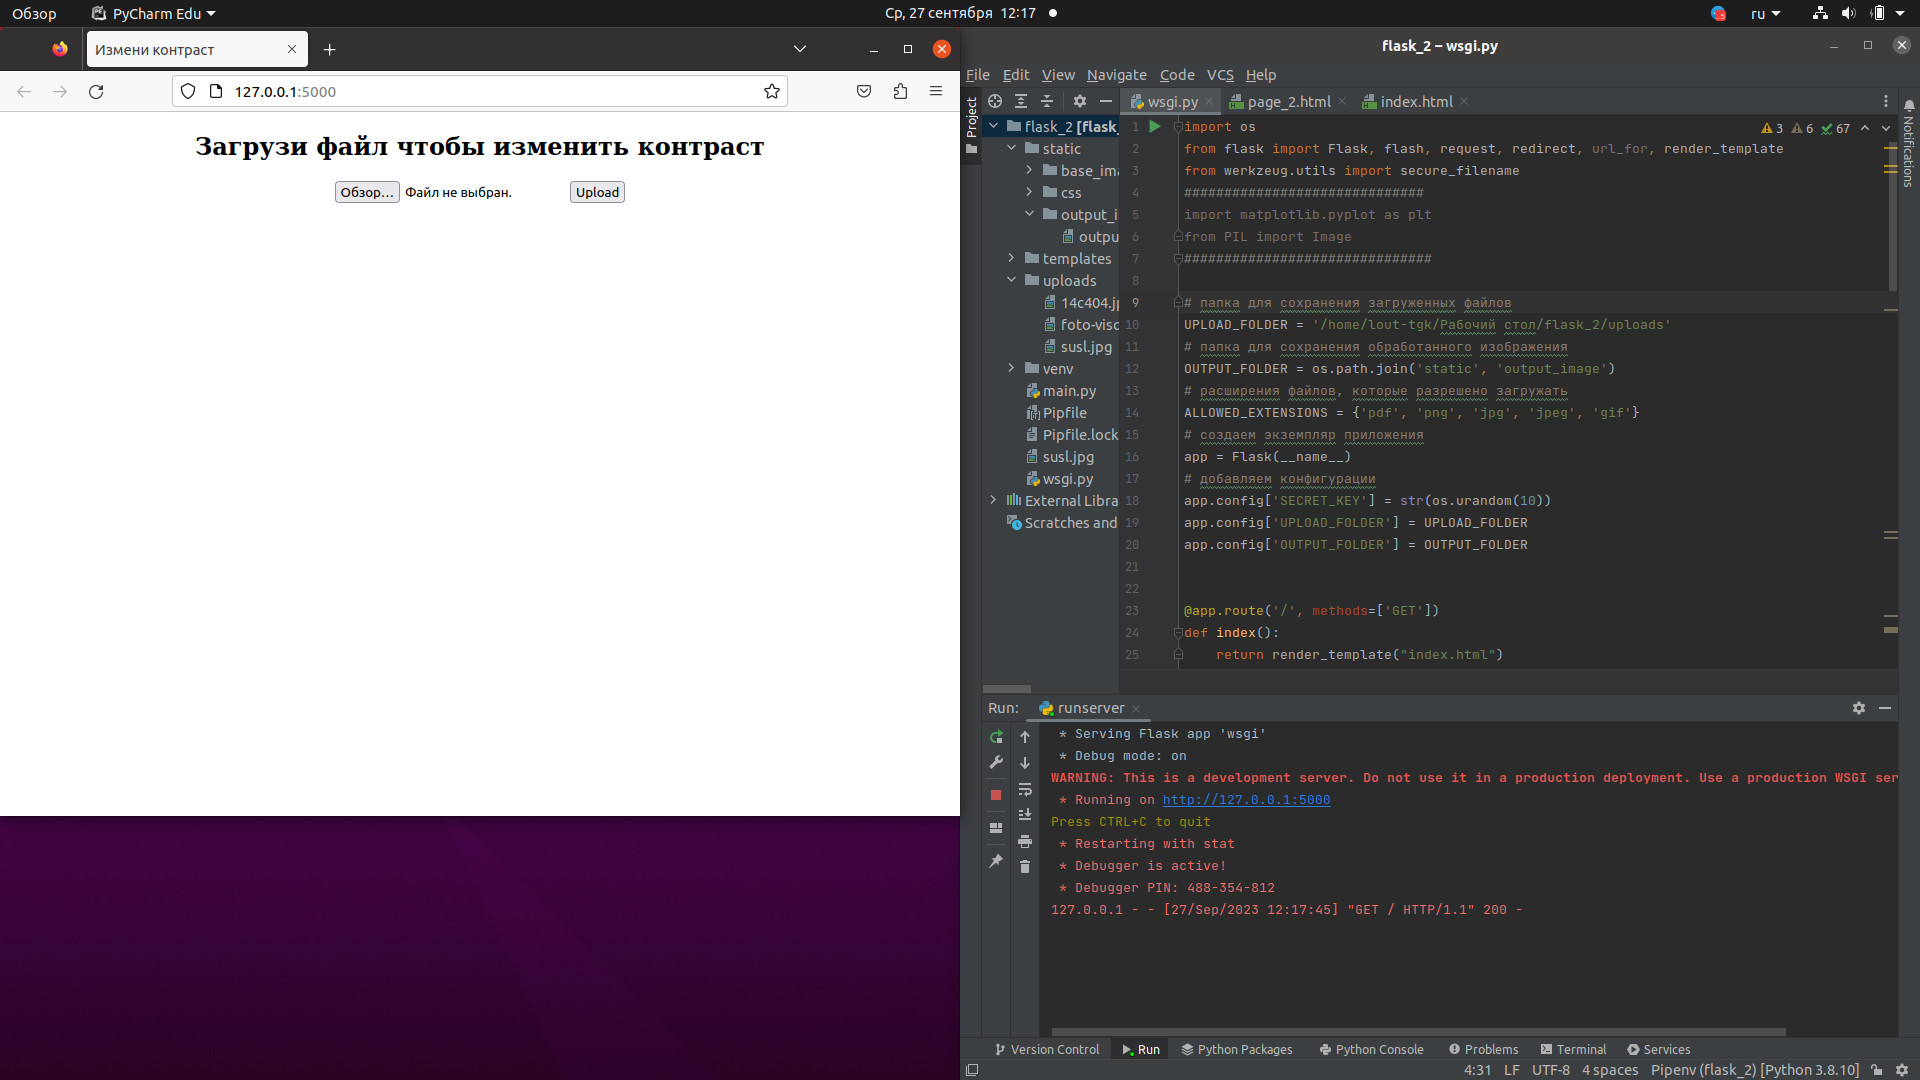 Обзор
PyCharm Edu
Ср, 27 сентября 12:17
ru
Измени контраст
127.0.0.1:5000
Загрузи файл чтобы изменить контраст
Обзор... Файл не выбран. Upload
flask_2 – wsgi.py
File Edit View Navigate Code VCS Help
Project
wsgi.py page_2.html index.html
Notifications
flask_2 [flask_
static
base_ima
css
output_i
outpu
templates
uploads
14c404.jp
foto-viso
susl.jpg
venv
main.py
Pipfile
Pipfile.lock
susl.jpg
wsgi.py
External Libra
Scratches and
3 6 67
1 import os
2 from flask import Flask, flash, request, redirect, url_for, render_template
3 from werkzeug.utils import secure_filename
4 ##############################
5 import matplotlib.pyplot as plt
6 from PIL import Image
7 ###############################
8
9 # папка для сохранения загруженных файлов
10 UPLOAD_FOLDER = '/home/lout-tgk/Рабочий стол/flask_2/uploads'
11 # папка для сохранения обработанного изображения
12 OUTPUT_FOLDER = os.path.join('static', 'output_image')
13 # расширения файлов, которые разрешено загружать
14 ALLOWED_EXTENSIONS = {'pdf', 'png', 'jpg', 'jpeg', 'gif'}
15 # создаем экземпляр приложения
16 app = Flask(__name__)
17 # добавляем конфигурации
18 app.config['SECRET_KEY'] = str(os.urandom(10))
19 app.config['UPLOAD_FOLDER'] = UPLOAD_FOLDER
20 app.config['OUTPUT_FOLDER'] = OUTPUT_FOLDER
21
22
23 @app.route('/', methods=['GET'])
24 def index():
25 return render_template("index.html")
Run: runserver
* Serving Flask app 'wsgi'
* Debug mode: on
WARNING: This is a development server. Do not use it in a production deployment. Use a production WSGI ser
* Running on http://127.0.0.1:5000
Press CTRL+C to quit
* Restarting with stat
* Debugger is active!
* Debugger PIN: 488-354-812
127.0.0.1 - - [27/Sep/2023 12:17:45] "GET / HTTP/1.1" 200 -
Version Control Run Python Packages Python Console Problems Terminal Services
4:31 LF UTF-8 4 spaces Pipenv (flask_2) [Python 3.8.10]